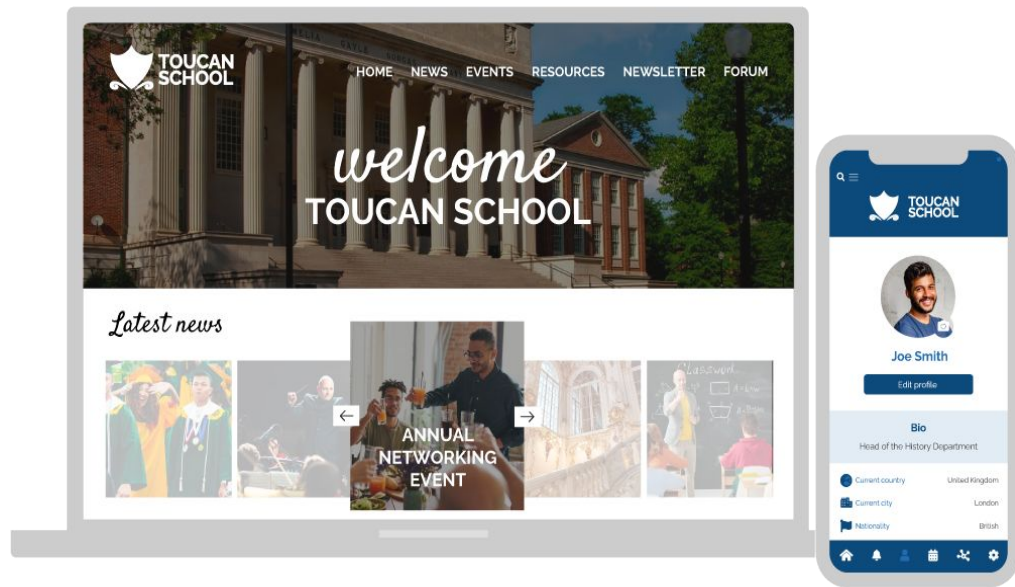 TOUCAN
SCHOOL
HOME NEWS EVENTS RESOURCES NEWSLETTER FORUM
welcome
TOUCAN SCHOOL
Latest news
ANNUAL
NETWORKING
EVENT
TOUCAN
SCHOOL
Joe Smith
Edit profile
Bio
Head of the History Department
Current country United Kingdom
Current city London
Nationality British